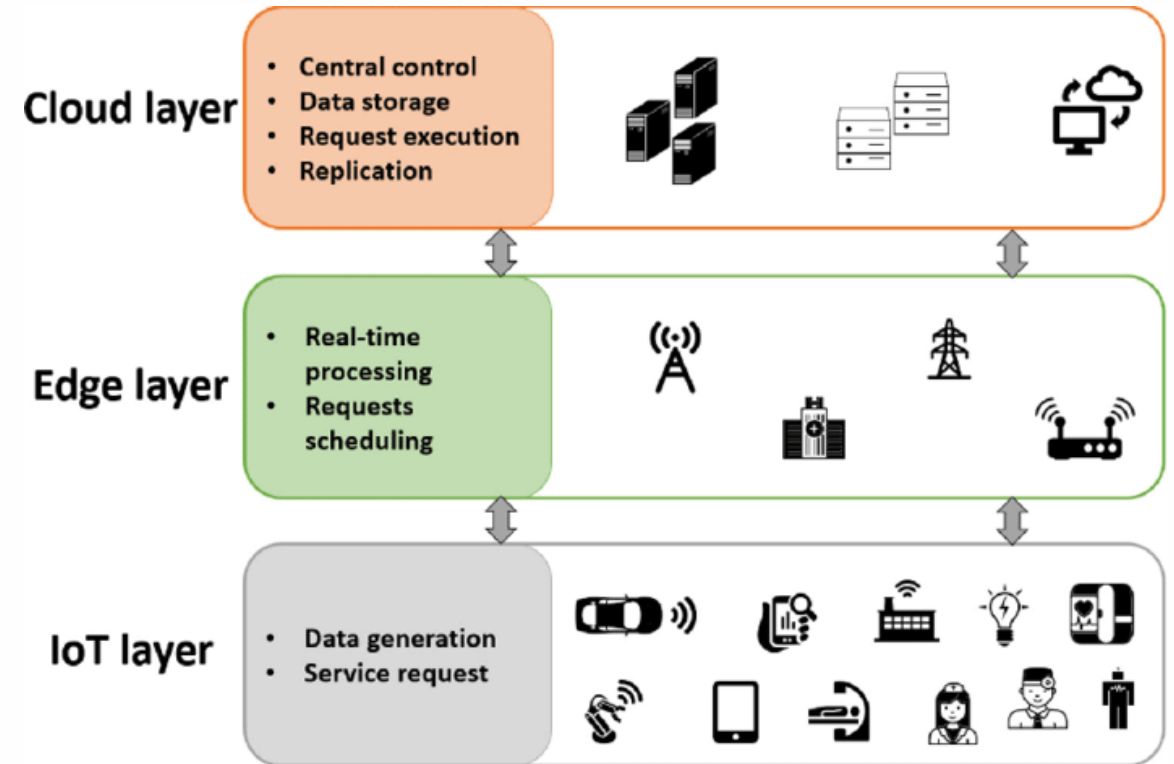 Cloud layer
• Central control
• Data storage
• Request execution
• Replication
Edge layer
• Real-time
processing
• Requests
scheduling
IoT layer
• Data generation
• Service request